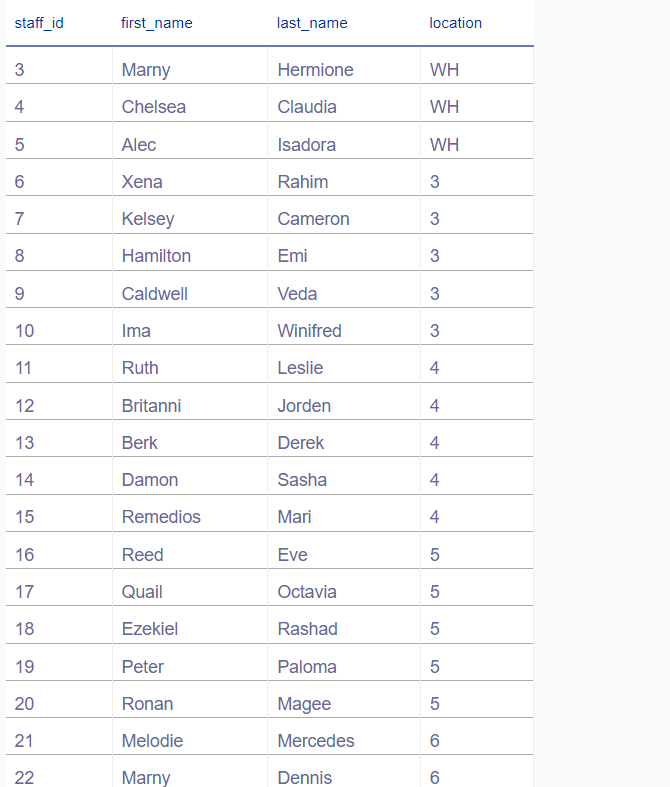 staff_id first_name last_name location
3 Marny Hermione WH
4 Chelsea Claudia WH
5 Alec Isadora WH
6 Xena Rahim 3
7 Kelsey Cameron 3
8 Hamilton Emi 3
9 Caldwell Veda 3
10 Ima Winifred 3
11 Ruth Leslie 4
12 Britanni Jorden 4
13 Berk Derek 4
14 Damon Sasha 4
15 Remedios Mari 4
16 Reed Eve 5
17 Quail Octavia 5
18 Ezekiel Rashad 5
19 Peter Paloma 5
20 Ronan Magee 5
21 Melodie Mercedes 6
22 Marny Dennis 6